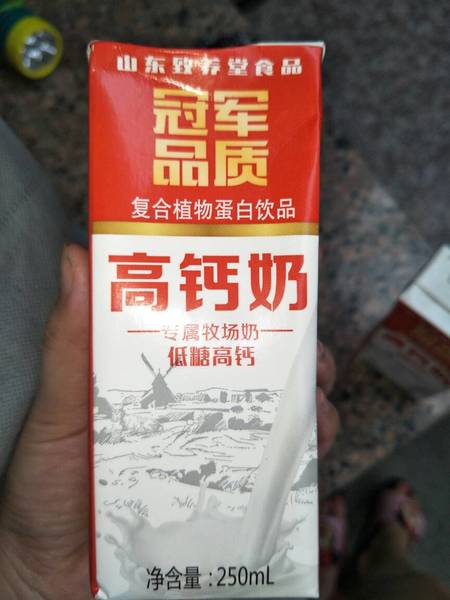 山东致养堂食品
冠军
品质
复合植物蛋白饮品
高钙奶
专属牧场奶
低糖高钙
净含量：250mL